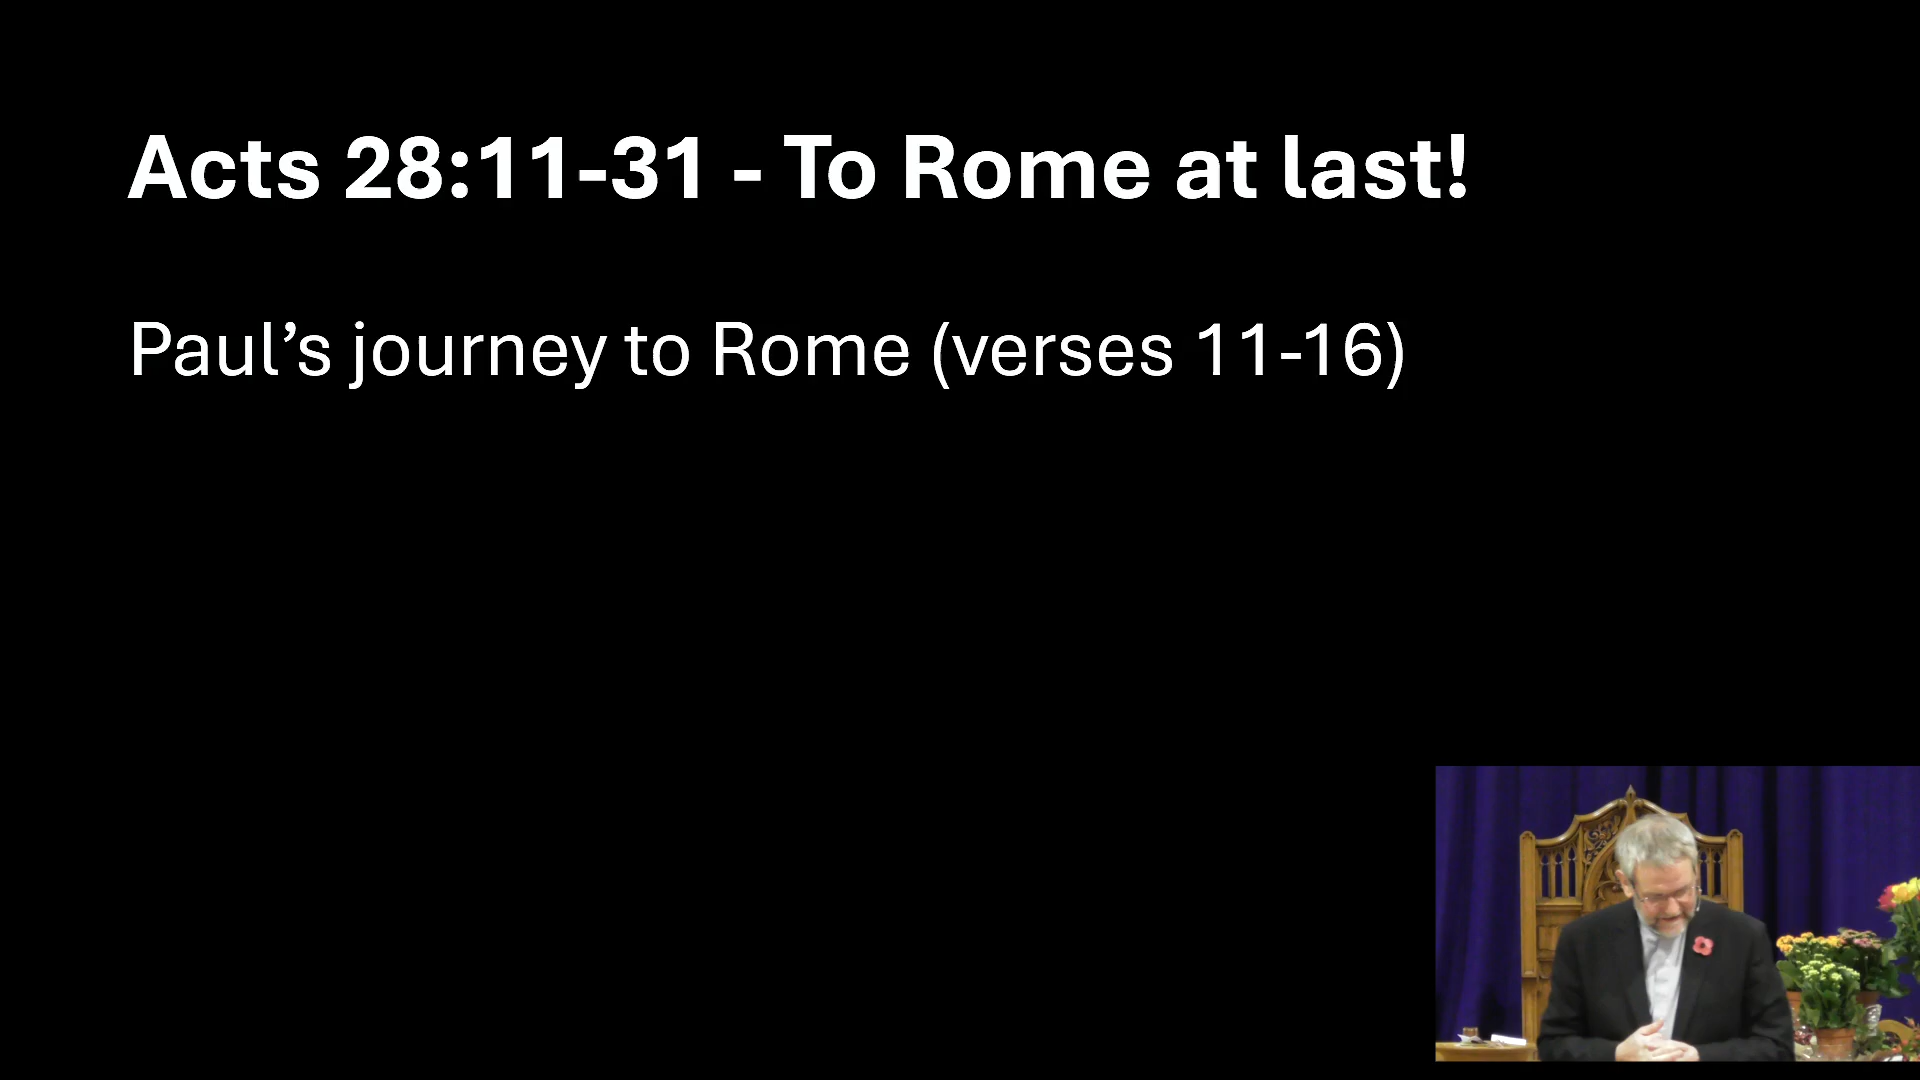 Acts 28:11-31 - To Rome at last!
Paul’s journey to Rome (verses 11-16)